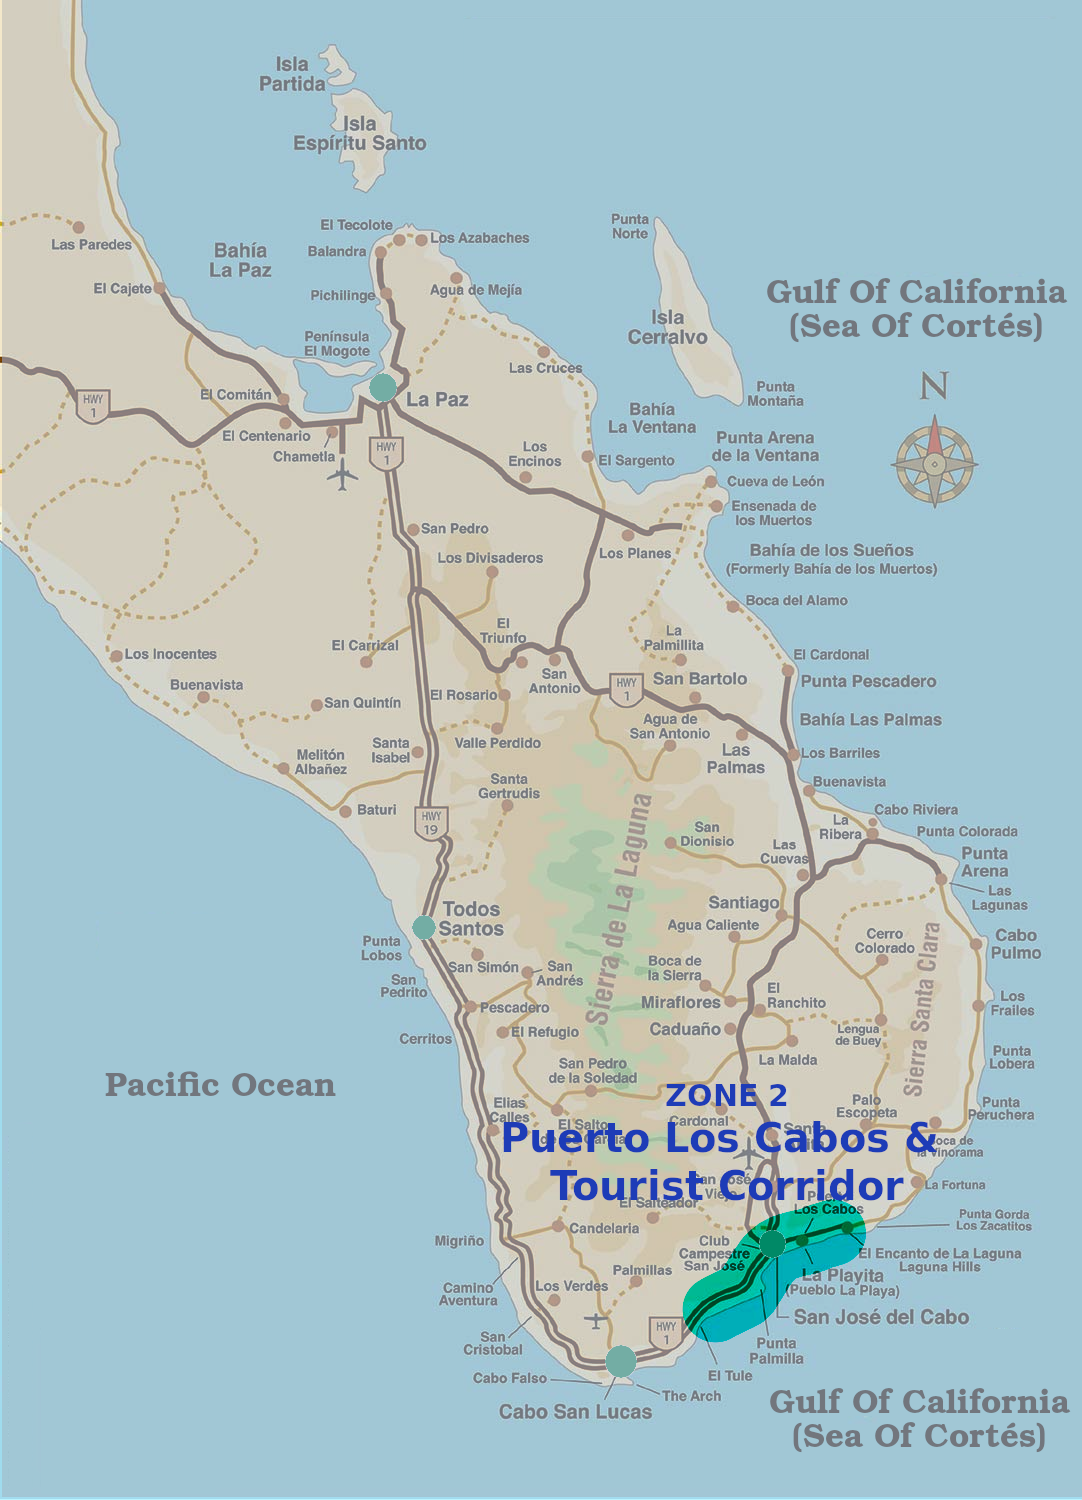 Isla
Partida
Isla
Espíritu Santo
El Tecolote
Los Azabaches
Punta
Norte
Las Paredes
Bahía
La Paz
Balandra
El Cajete
Pichilinge
Agua de Mejía
Gulf Of California
(Sea Of Cortés)
Isla
Cerralvo
Península
El Mogote
Las Cruces
N
El Comitán
La Paz
Punta
Montaña
HWY
1
Bahía
La Ventana
El Centenario
Chametla
HWY
1
Los
Encinos
El Sargento
Punta Arena
de la Ventana
Cueva de León
Ensenada de
los Muertos
San Pedro
Los Planes
Los Divisaderos
Bahía de los Sueños
(Formerly Bahía de los Muertos)
Boca del Alamo
El
Triunfo
La
Palmillita
El Carrizal
Los Inocentes
El Cardonal
San
Antonio
HWY
1
San Bartolo
Punta Pescadero
Buenavista
San Quintín
El Rosario
Agua de
San Antonio
Bahía Las Palmas
Santa
Isabel
Valle Perdido
Las
Palmas
Los Barriles
Melitón
Albañez
Santa
Gertrudis
Buenavista
Baturi
HWY
19
Sierra de La Laguna
San
Dionisio
La
Ribera
Cabo Riviera
Punta Colorada
Las
Cuevas
Punta
Arena
Las
Lagunas
Todos
Santos
Santiago
Agua Caliente
Cerro
Colorado
Sierra Santa Clara
Cabo
Pulmo
Punta
Lobos
San Simón
San
Andrés
Boca de
la Sierra
San
Pedrito
Pescadero
Miraflores
El
Ranchito
Los
Frailes
Cerritos
El Refugio
Caduaño
Lengua
de Buey
La Malda
Punta
Lobera
San Pedro
de la Soledad
Pacific Ocean
ZONE 2
Puerto Los Cabos &
Tourist Corridor
Elias
Calles
El Salto
Cardonal
Palo
Escopeta
Punta
Peruchera
Santa
Boca de
la Vinorama
San José
Viejo
La Fortuna
El Salteador
Puerto
Los Cabos
Punta Gorda
Los Zacatitos
Candelaria
Migriño
Club
Campestre
San José
El Encanto de La Laguna
Laguna Hills
Palmillas
La Playita
(Pueblo La Playa)
Camino
Aventura
Los Verdes
San José del Cabo
HWY
1
San
Cristobal
Punta
Palmilla
Cabo Falso
El Tule
The Arch
Cabo San Lucas
Gulf Of California
(Sea Of Cortés)